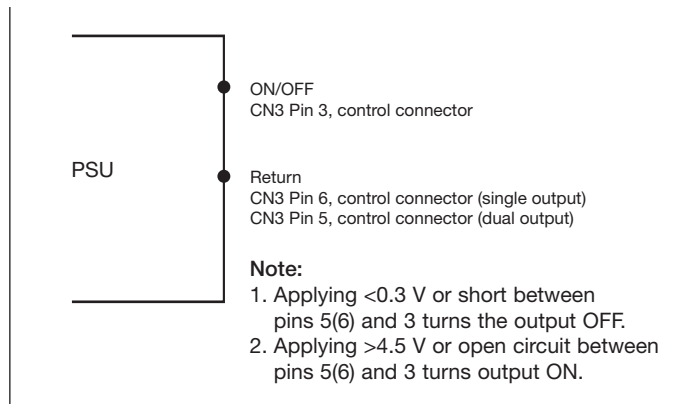 ON/OFF
CN3 Pin 3, control connector
PSU
Return
CN3 Pin 6, control connector (single output)
CN3 Pin 5, control connector (dual output)
Note:
1. Applying <0.3 V or short between
pins 5(6) and 3 turns the output OFF.
2. Applying >4.5 V or open circuit between
pins 5(6) and 3 turns output ON.